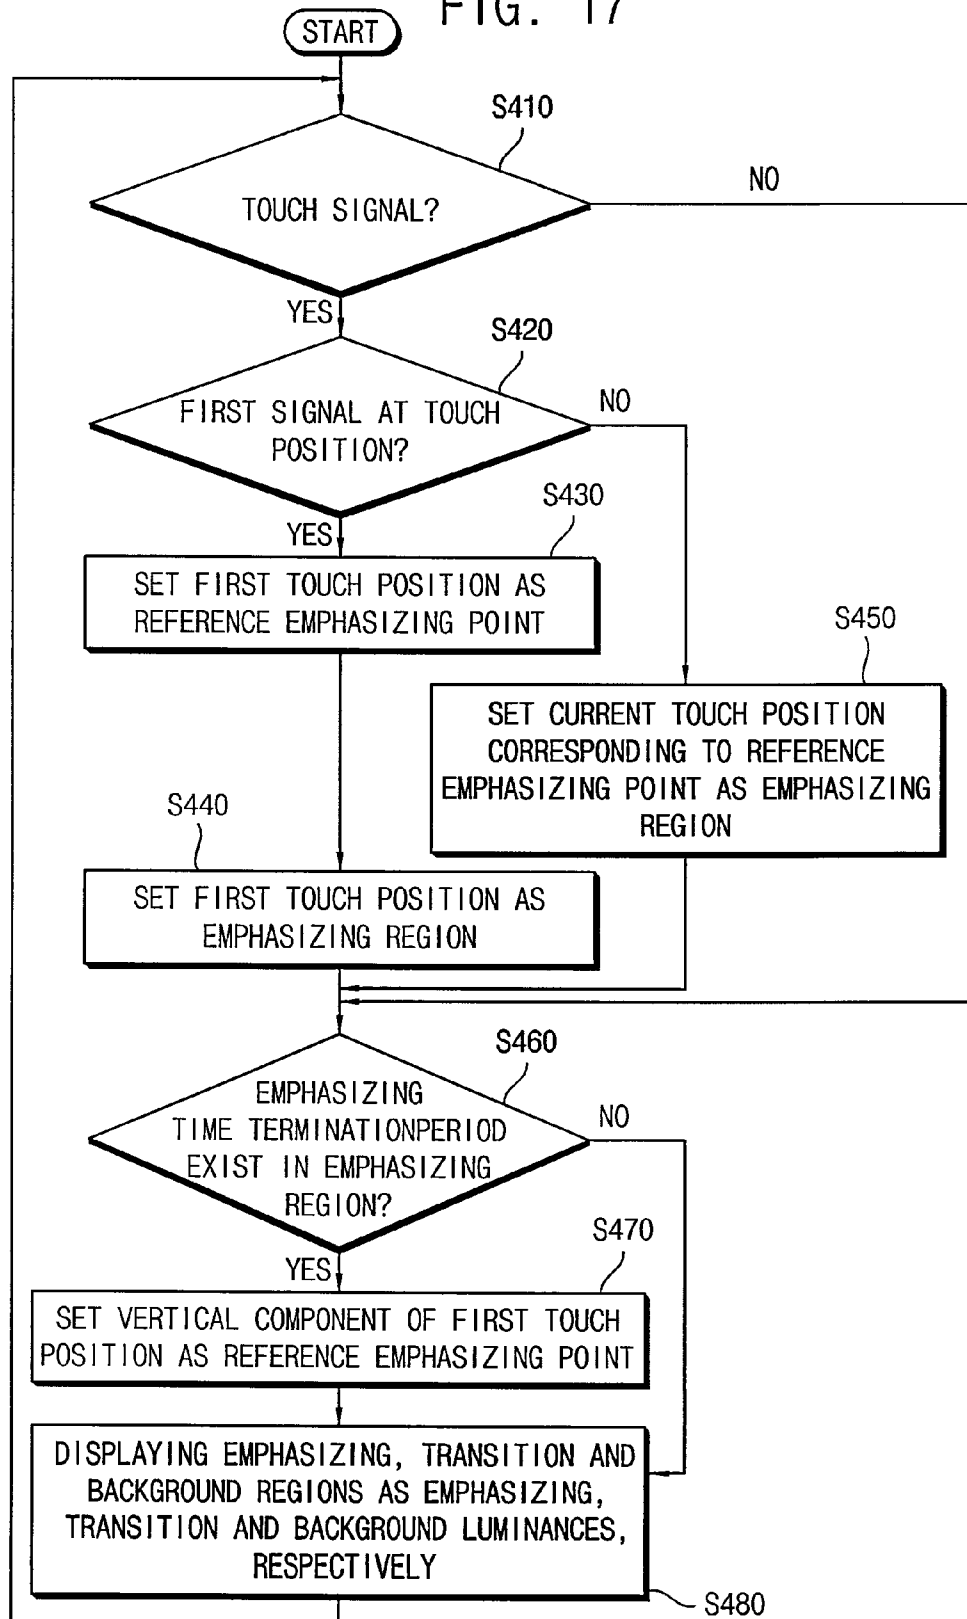 FIG. 17
START
S410
TOUCH SIGNAL?
NO
YES
S420
FIRST SIGNAL AT TOUCH
POSITION?
NO
YES
S430
SET FIRST TOUCH POSITION AS
REFERENCE EMPHASIZING POINT
S450
SET CURRENT TOUCH POSITION
CORRESPONDING TO REFERENCE
EMPHASIZING POINT AS EMPHASIZING
REGION
S440
SET FIRST TOUCH POSITION AS
EMPHASIZING REGION
S460
EMPHASIZING
TIME TERMINATIONPERIOD
EXIST IN EMPHASIZING
REGION?
NO
YES
S470
SET VERTICAL COMPONENT OF FIRST TOUCH
POSITION AS REFERENCE EMPHASIZING POINT
DISPLAYING EMPHASIZING, TRANSITION AND
BACKGROUND REGIONS AS EMPHASIZING,
TRANSITION AND BACKGROUND LUMINANCES,
RESPECTIVELY
S480